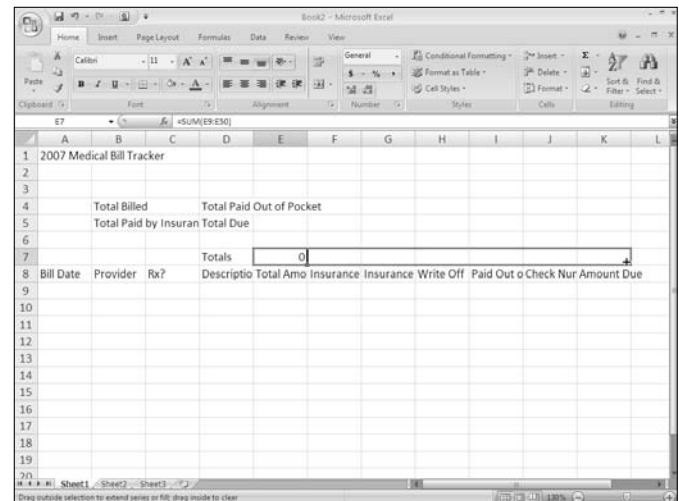 Book2 - Microsoft Excel
Home Insert Page Layout Formulas Data Review View
Paste
Calibri 11 A A
B I U A
General
$ % ,
Conditional Formatting
Format as Table
Cell Styles
Insert
Delete
Format
Σ
Sort & Filter
Find & Select
Clipboard Font Alignment Number Styles Cells Editing
E7 fx =SUM(E9:E50)
A B C D E F G H I J K L
1 2007 Medical Bill Tracker
2
3
4 Total Billed Total Paid Out of Pocket
5 Total Paid by Insuran Total Due
6
7 Totals 0
8 Bill Date Provider Rx? Descriptio Total Amo Insurance Insurance Write Off Paid Out o Check Nur Amount Due
9
10
11
12
13
14
15
16
17
18
19
20
Sheet1 Sheet2 Sheet3
Drag outside selection to extend series or fill; drag inside to clear 130%